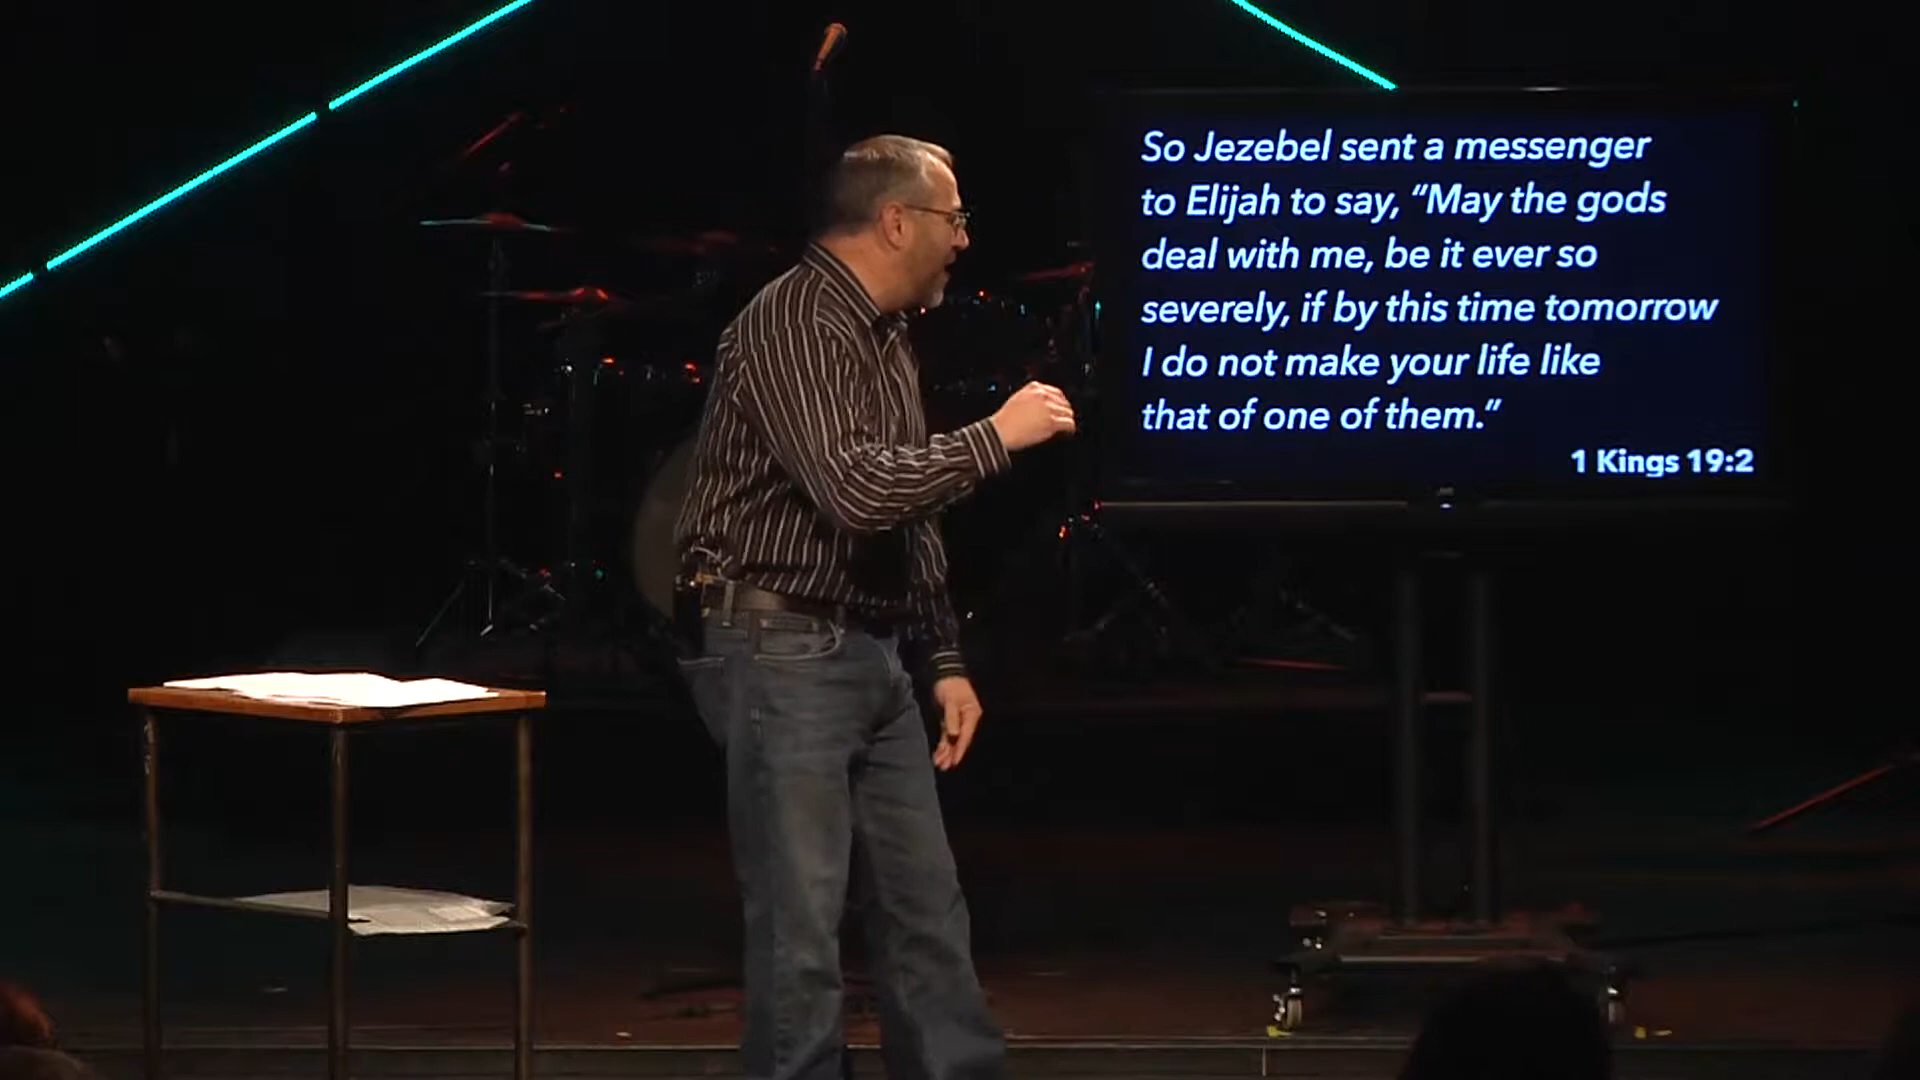 So Jezebel sent a messenger
to Elijah to say, “May the gods
deal with me, be it ever so
severely, if by this time tomorrow
I do not make your life like
that of one of them.”
1 Kings 19:2